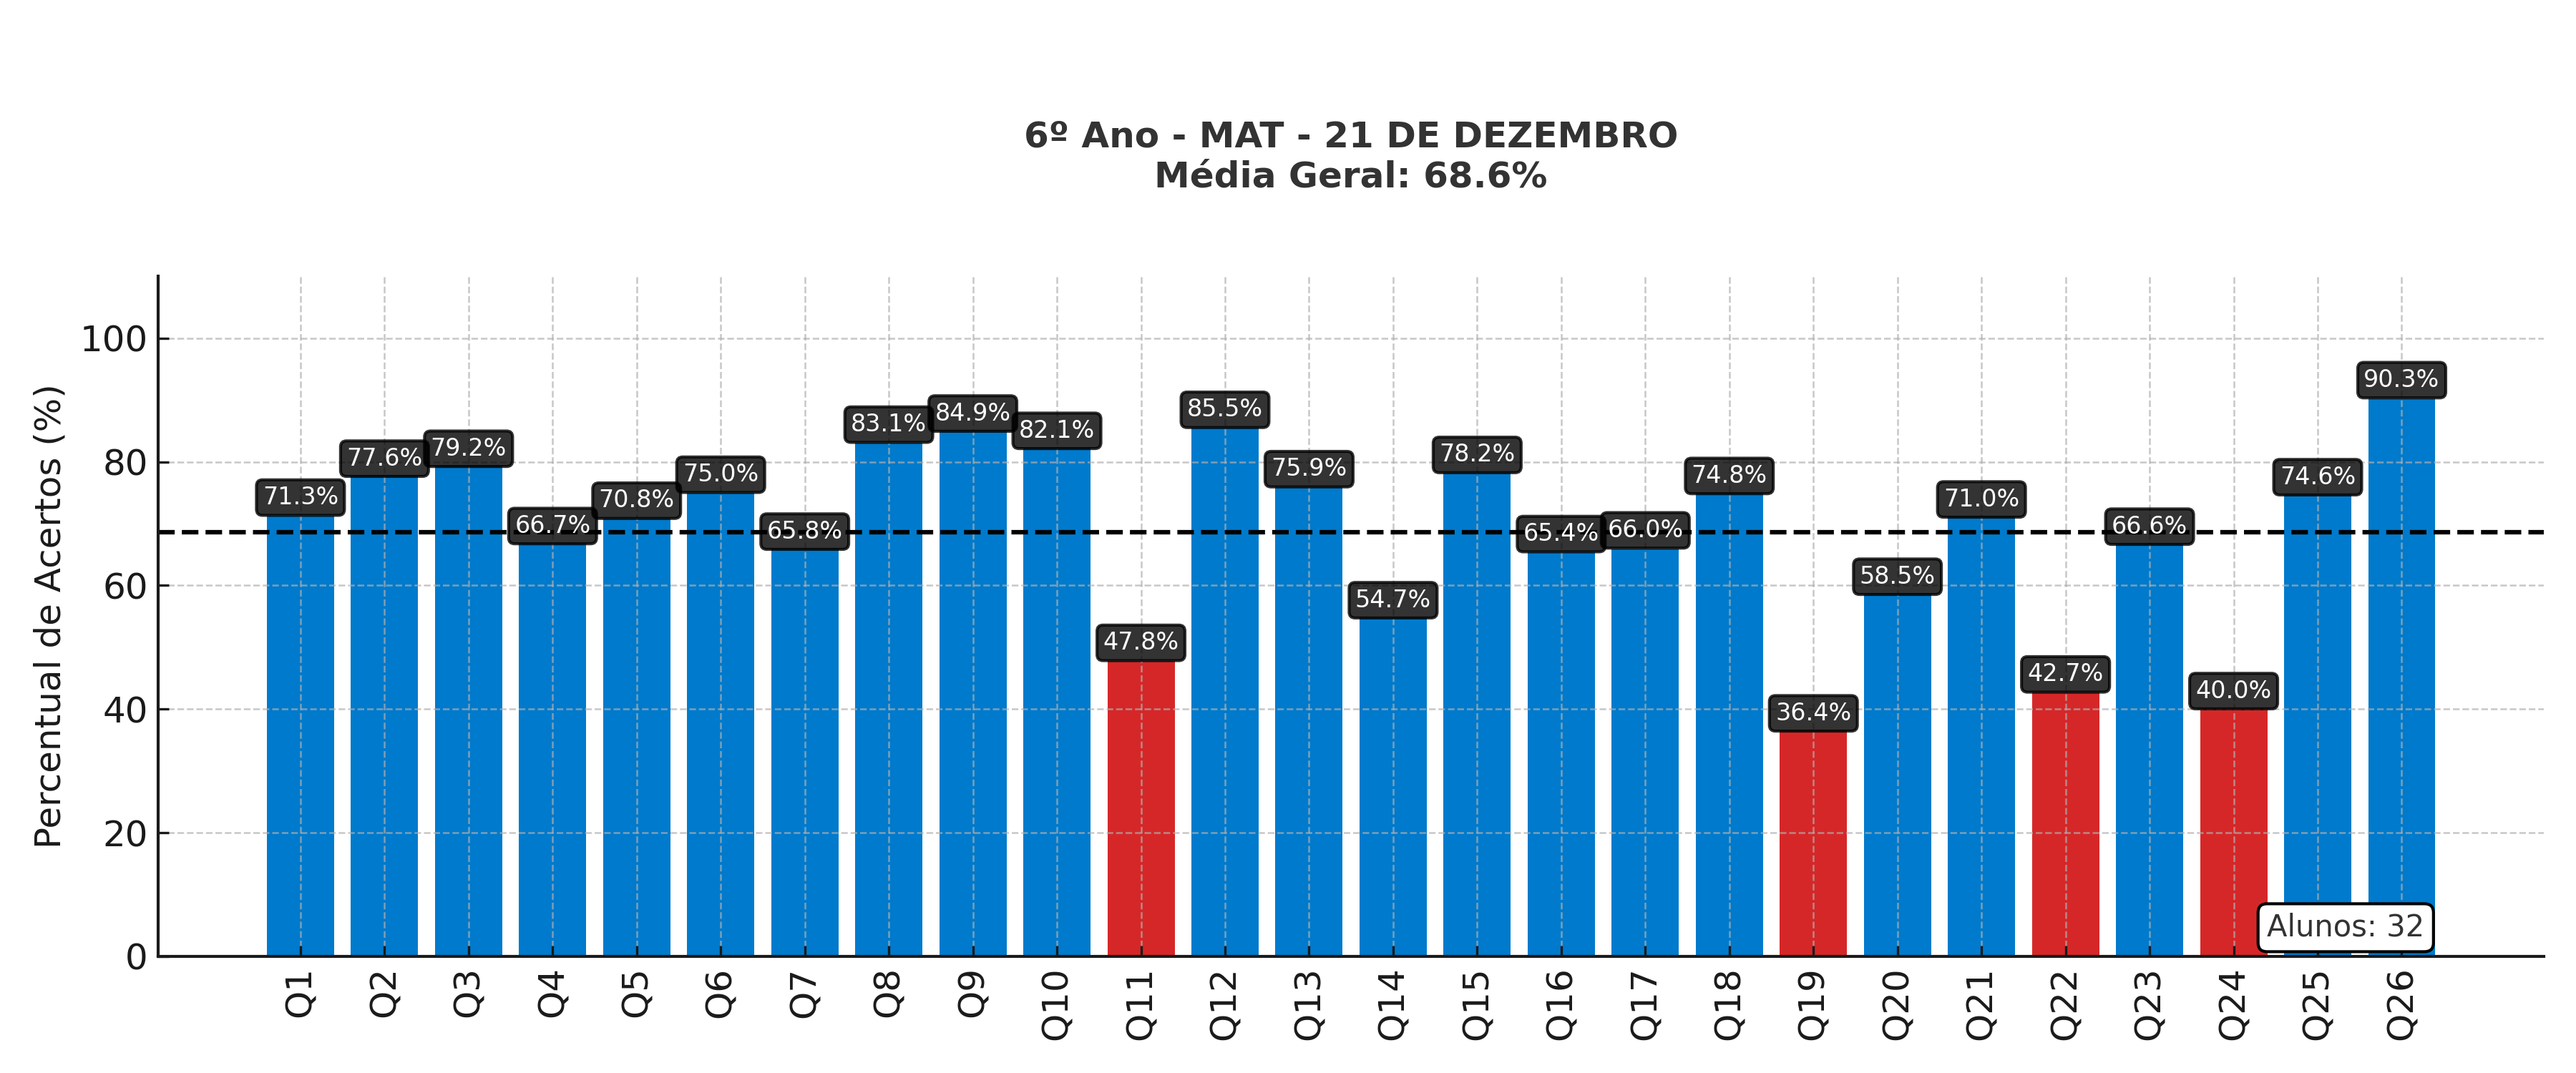 6º Ano - MAT - 21 DE DEZEMBRO
Média Geral: 68.6%
Percentual de Acertos (%)
100
80
60
40
20
0
71.3%
77.6%
79.2%
66.7%
70.8%
75.0%
65.8%
83.1%
84.9%
82.1%
47.8%
85.5%
75.9%
54.7%
78.2%
65.4%
66.0%
74.8%
36.4%
58.5%
71.0%
42.7%
66.6%
40.0%
74.6%
90.3%
Alunos: 32
Q1
Q2
Q3
Q4
Q5
Q6
Q7
Q8
Q9
Q10
Q11
Q12
Q13
Q14
Q15
Q16
Q17
Q18
Q19
Q20
Q21
Q22
Q23
Q24
Q25
Q26